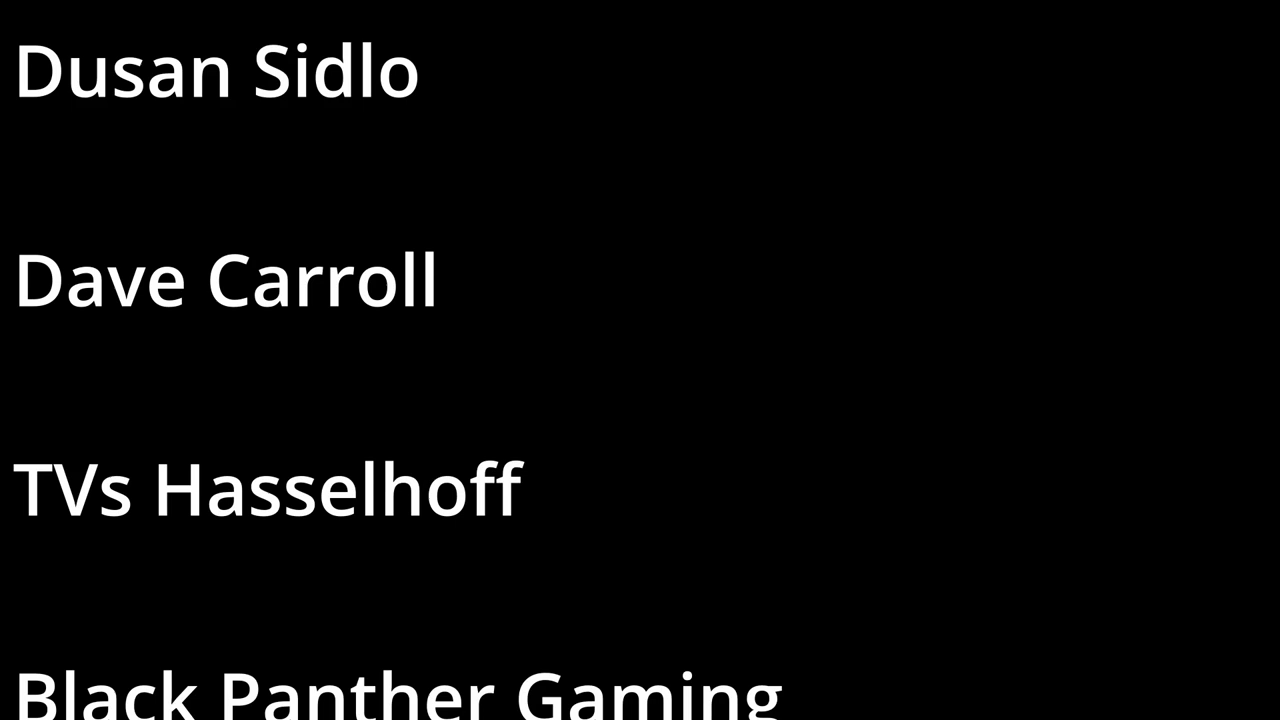 Dusan Sidlo
Dave Carroll
TVs Hasselhoff
Black Panther Gaming